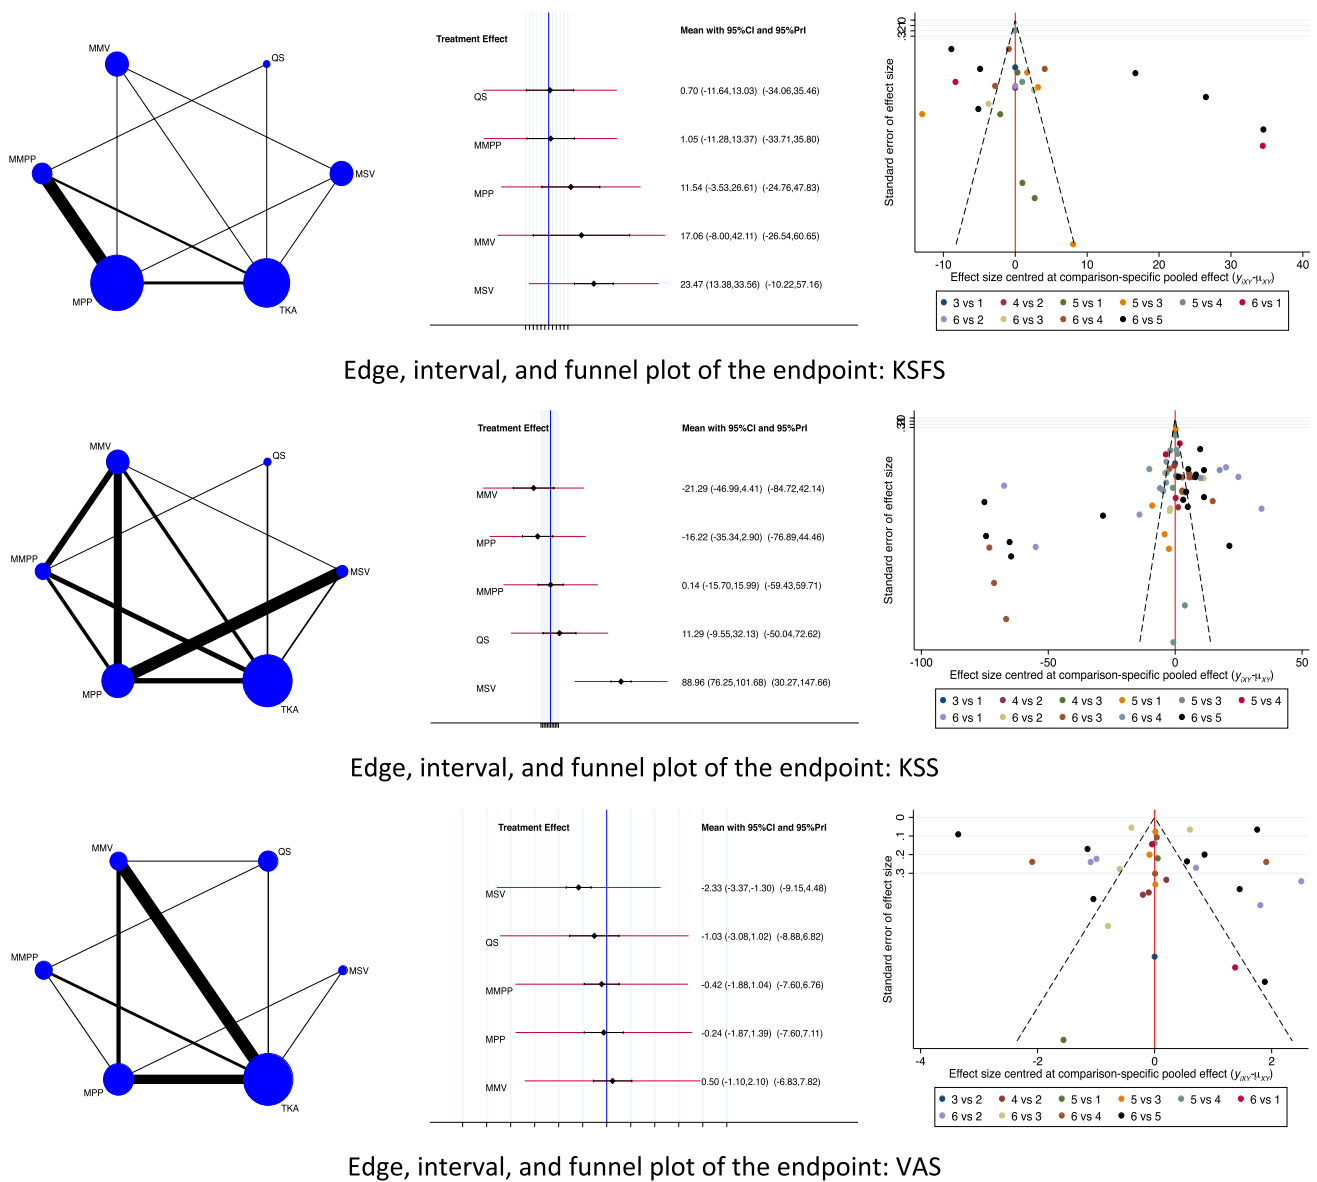 MMV
QS
MMPP
MSV
MPP
TKA
Treatment Effect
Mean with 95%CI and 95%PrI
QS
0.70 (-11.64,13.03) (-34.06,35.46)
MMPP
1.05 (-11.28,13.37) (-33.71,35.80)
MPP
11.54 (-3.53,26.61) (-24.76,47.83)
MMV
17.06 (-8.00,42.11) (-26.54,60.65)
MSV
23.47 (13.38,33.56) (-10.22,57.16)
Standard error of effect size
-10 0 10 20 30 40
Effect size centred at comparison-specific pooled effect (yiXY-μXY)
3 vs 1 4 vs 2 5 vs 1 5 vs 3 5 vs 4 6 vs 1
6 vs 2 6 vs 3 6 vs 4 6 vs 5
Edge, interval, and funnel plot of the endpoint: KSFS
MMV
QS
MMPP
MSV
MPP
TKA
Treatment Effect
Mean with 95%CI and 95%PrI
MMV
-21.29 (-46.99,4.41) (-84.72,42.14)
MPP
-16.22 (-35.34,2.90) (-76.89,44.46)
MMPP
0.14 (-15.70,15.99) (-59.43,59.71)
QS
11.29 (-9.55,32.13) (-50.04,72.62)
MSV
88.96 (76.25,101.68) (30.27,147.66)
Standard error of effect size
-100 -50 0 50
Effect size centred at comparison-specific pooled effect (yiXY-μXY)
3 vs 1 4 vs 2 4 vs 3 5 vs 1 5 vs 3 5 vs 4
6 vs 1 6 vs 2 6 vs 3 6 vs 4 6 vs 5
Edge, interval, and funnel plot of the endpoint: KSS
MMV
QS
MMPP
MSV
MPP
TKA
Treatment Effect
Mean with 95%CI and 95%PrI
MSV
-2.33 (-3.37,-1.30) (-9.15,4.48)
QS
-1.03 (-3.08,1.02) (-8.88,6.82)
MMPP
-0.42 (-1.88,1.04) (-7.60,6.76)
MPP
-0.24 (-1.87,1.39) (-7.60,7.11)
MMV
0.50 (-1.10,2.10) (-6.83,7.82)
Standard error of effect size
0
.1
.2
.3
-4 -2 0 2
Effect size centred at comparison-specific pooled effect (yiXY-μXY)
3 vs 2 4 vs 2 5 vs 1 5 vs 3 5 vs 4 6 vs 1
6 vs 2 6 vs 3 6 vs 4 6 vs 5
Edge, interval, and funnel plot of the endpoint: VAS